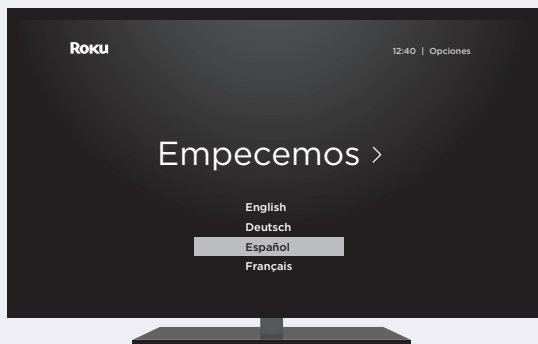 Roku
12:40 | Opciones
Empecemos >
English
Deutsch
Español
Français